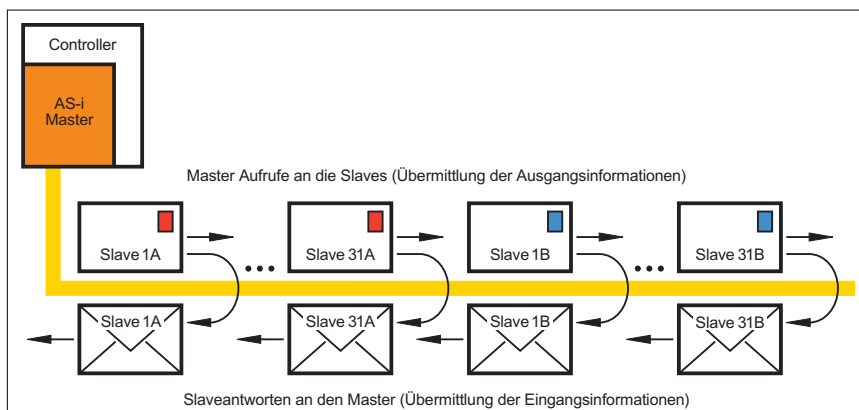 Controller
AS-i
Master
Master Aufrufe an die Slaves (Übermittlung der Ausgangsinformationen)
Slave 1A
Slave 31A
Slave 1B
Slave 31B
Slave 1A
Slave 31A
Slave 1B
Slave 31B
Slaveantworten an den Master (Übermittlung der Eingangsinformationen)